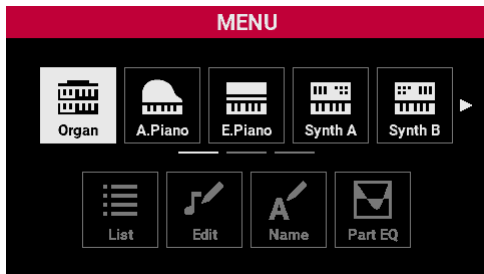 MENU
Organ A.Piano E.Piano Synth A Synth B
List Edit Name Part EQ